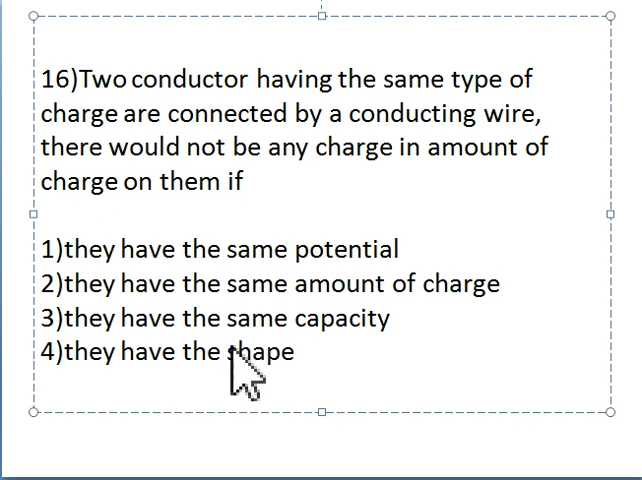 16)Two conductor having the same type of
charge are connected by a conducting wire,
there would not be any charge in amount of
charge on them if
1)they have the same potential
2)they have the same amount of charge
3)they have the same capacity
4)they have the shape